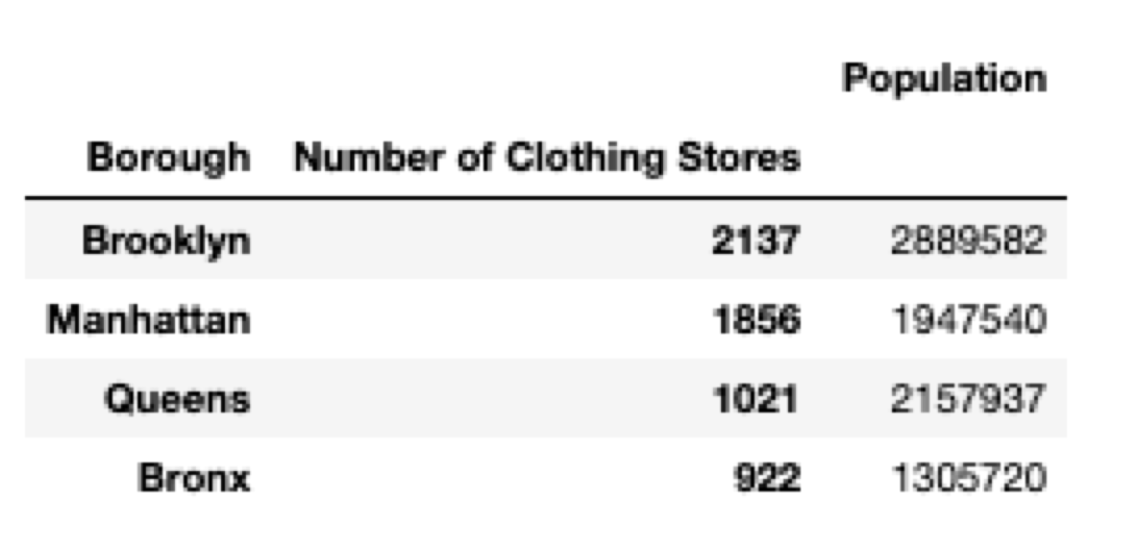 Population
Borough Number of Clothing Stores
Brooklyn 2137 2889582
Manhattan 1856 1947540
Queens 1021 2157937
Bronx 922 1305720